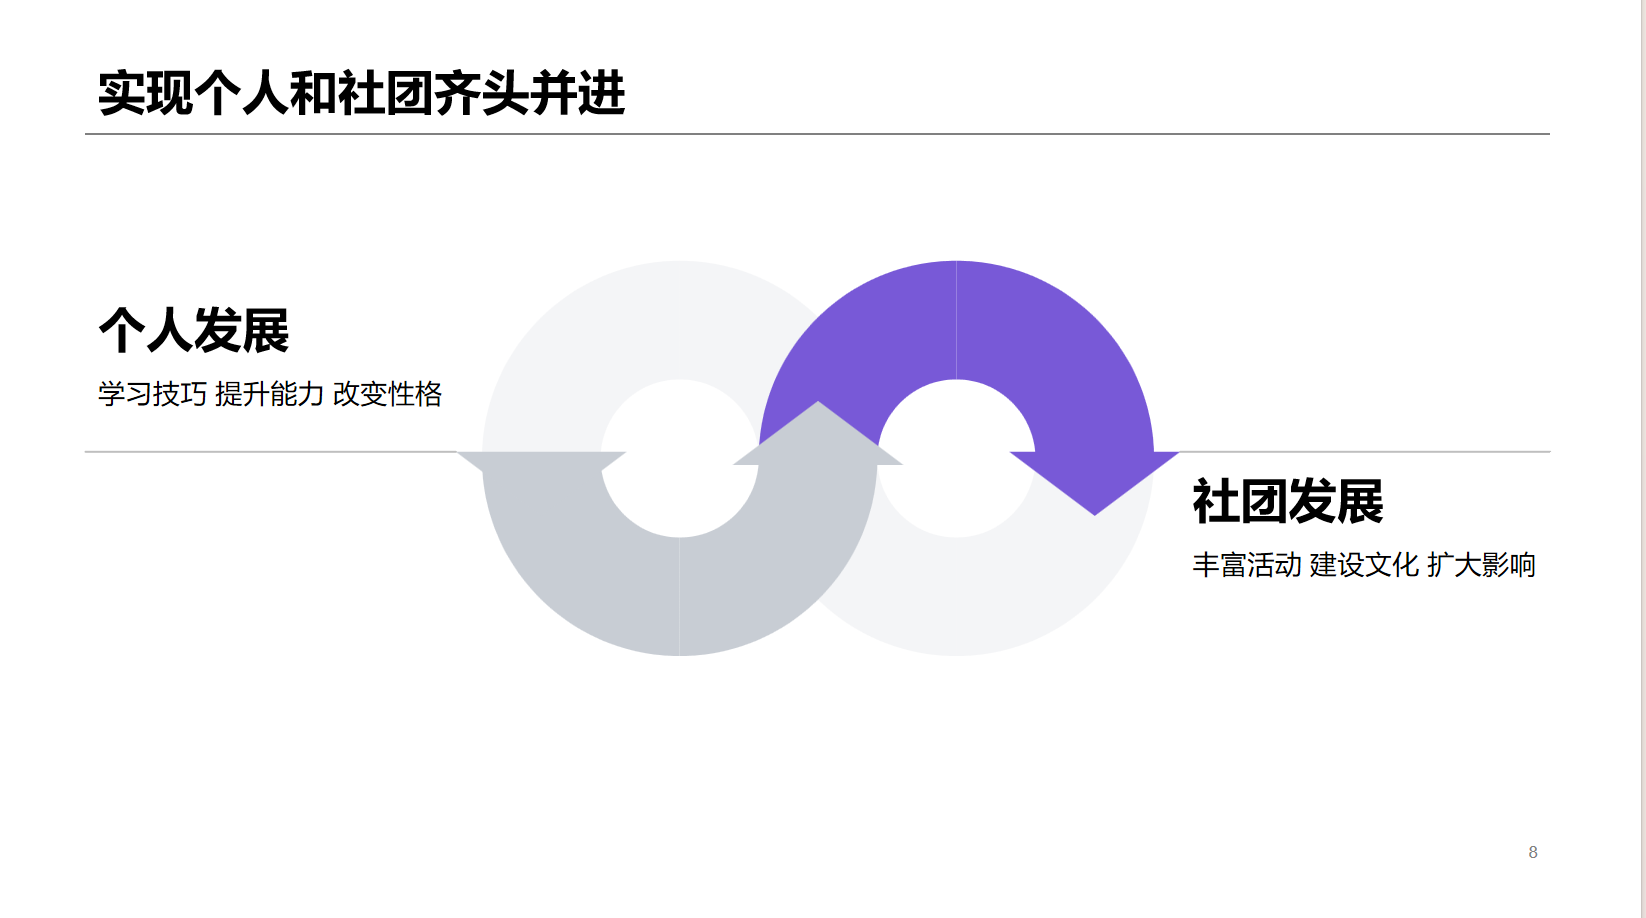 实现个人和社团齐头并进
个人发展
学习技巧 提升能力 改变性格
社团发展
丰富活动 建设文化 扩大影响
8